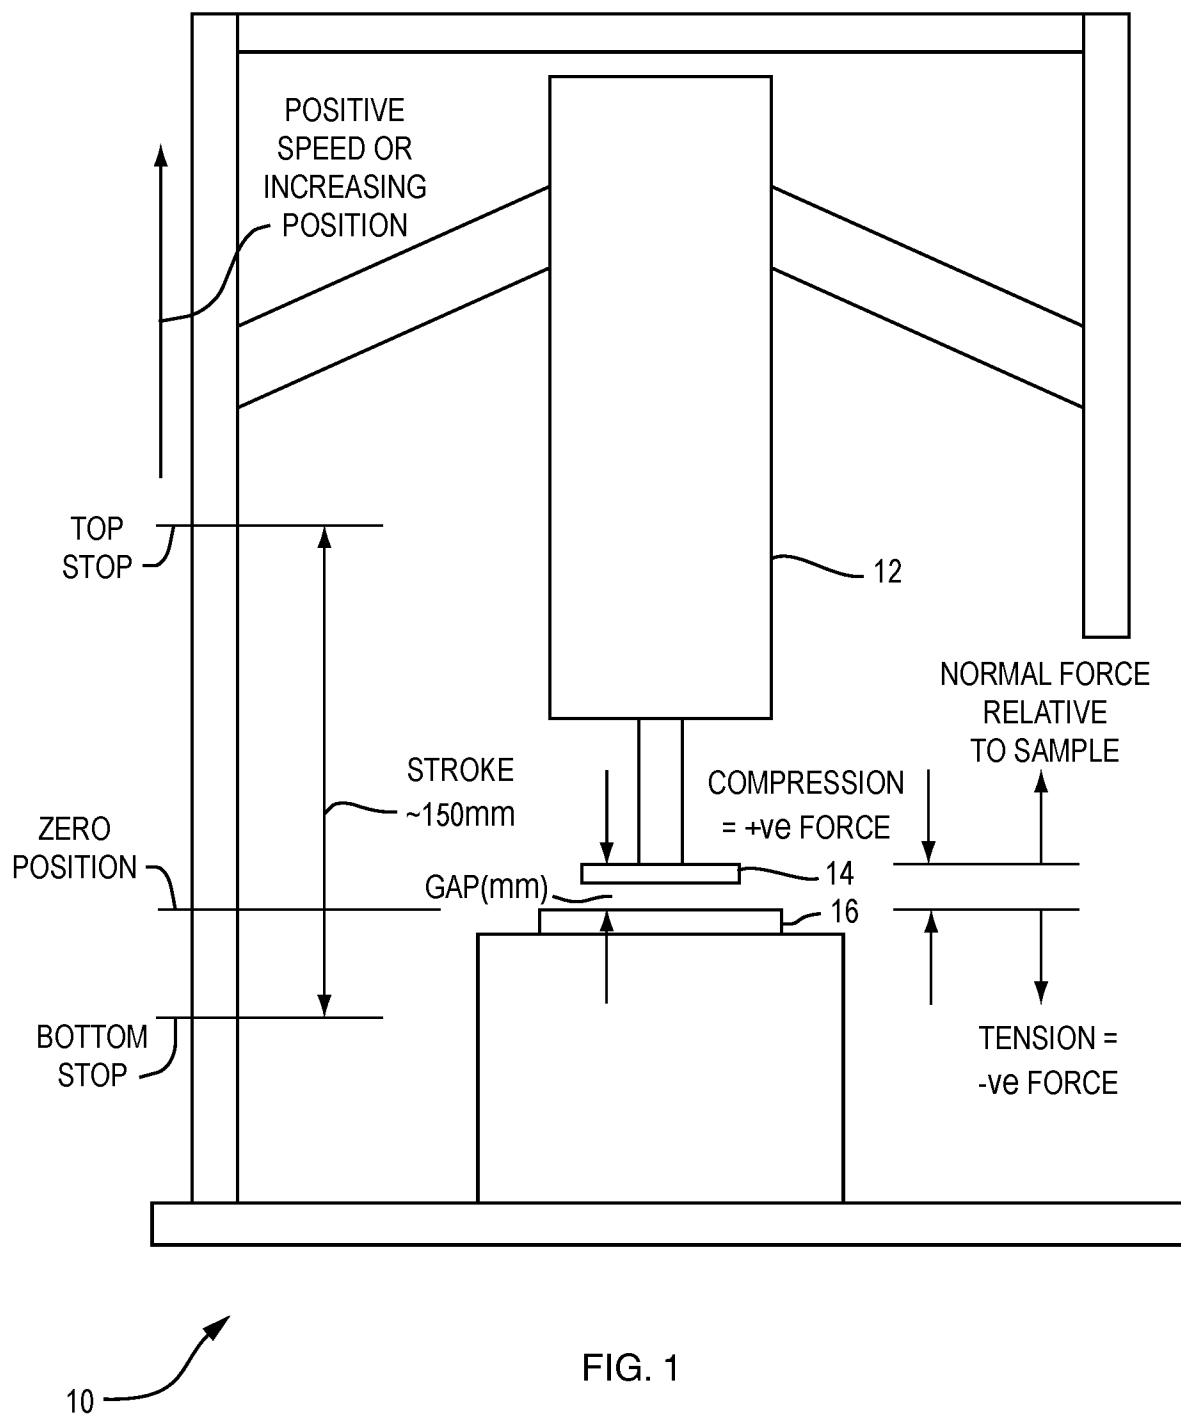 POSITIVE
SPEED OR
INCREASING
POSITION
TOP
STOP
12
NORMAL FORCE
RELATIVE
TO SAMPLE
STROKE
~150mm
COMPRESSION
= +ve FORCE
ZERO
POSITION
14
GAP(mm)
16
BOTTOM
STOP
TENSION =
-ve FORCE
10
FIG. 1